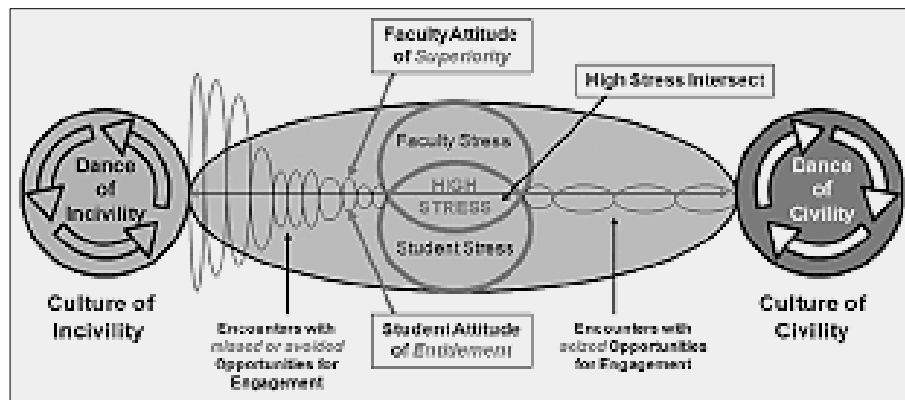 Faculty Attitude
of Superiority
High Stress Intersect
Faculty Stress
HIGH
STRESS
Student Stress
Dance
of
Incivility
Dance
of
Civility
Culture of
Incivility
Culture of
Civility
Encounters with
missed or avoided
Opportunities for
Engagement
Student Attitude
of Entitlement
Encounters with
seized Opportunities
for Engagement